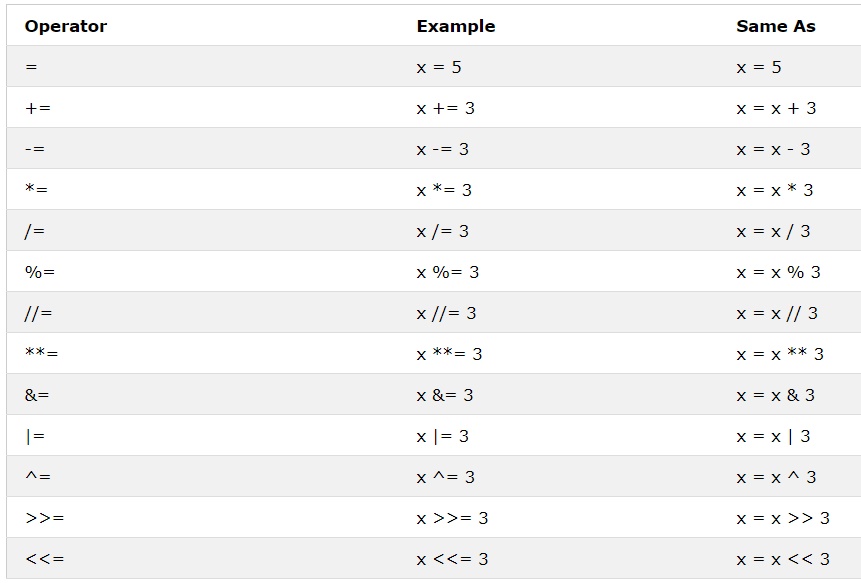 Operator Example Same As
= x = 5 x = 5
+= x += 3 x = x + 3
-= x -= 3 x = x - 3
*= x *= 3 x = x * 3
/= x /= 3 x = x / 3
%= x %= 3 x = x % 3
//= x //= 3 x = x // 3
**= x **= 3 x = x ** 3
&= x &= 3 x = x & 3
|= x |= 3 x = x | 3
^= x ^= 3 x = x ^ 3
>>= x >>= 3 x = x >> 3
<<= x <<= 3 x = x << 3